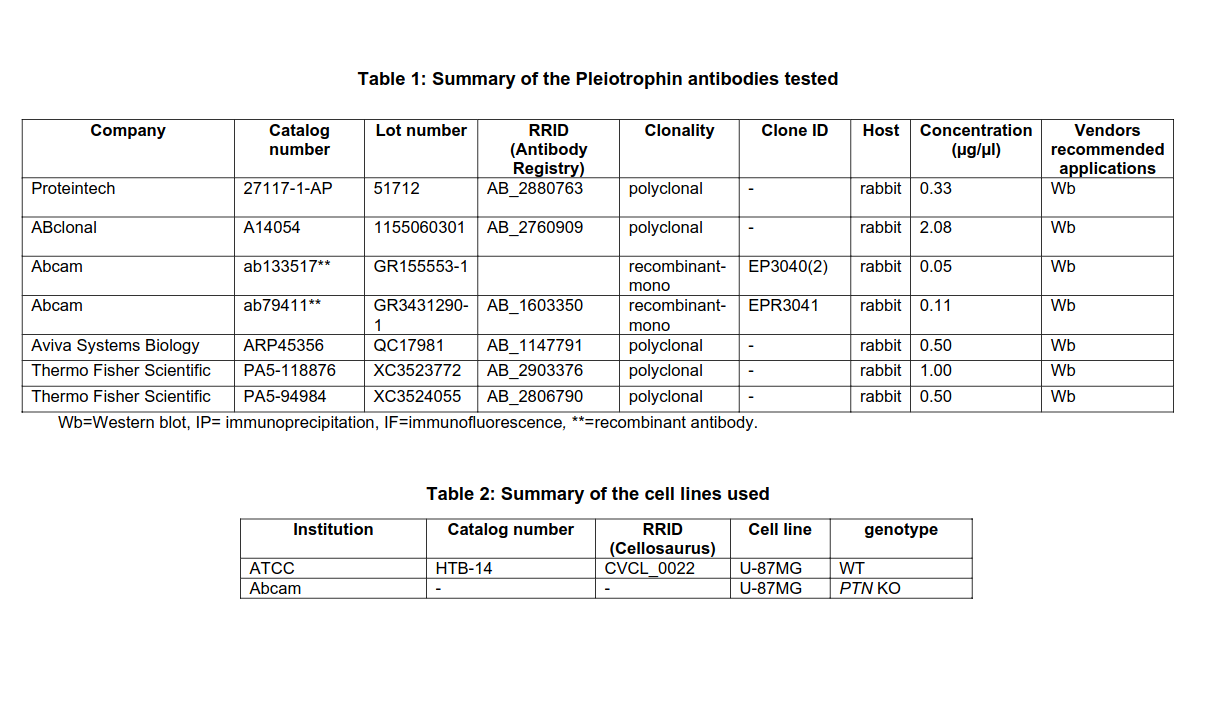 Table 1: Summary of the Pleiotrophin antibodies tested
Company Catalog number Lot number RRID (Antibody Registry) Clonality Clone ID Host Concentration (µg/µl) Vendors recommended applications
Proteintech 27117-1-AP 51712 AB_2880763 polyclonal - rabbit 0.33 Wb
ABclonal A14054 1155060301 AB_2760909 polyclonal - rabbit 2.08 Wb
Abcam ab133517** GR155553-1 recombinant-mono EP3040(2) rabbit 0.05 Wb
Abcam ab79411** GR3431290-1 AB_1603350 recombinant-mono EPR3041 rabbit 0.11 Wb
Aviva Systems Biology ARP45356 QC17981 AB_1147791 polyclonal - rabbit 0.50 Wb
Thermo Fisher Scientific PA5-118876 XC3523772 AB_2903376 polyclonal - rabbit 1.00 Wb
Thermo Fisher Scientific PA5-94984 XC3524055 AB_2806790 polyclonal - rabbit 0.50 Wb
Wb=Western blot, IP= immunoprecipitation, IF=immunofluorescence, **=recombinant antibody.
Table 2: Summary of the cell lines used
Institution Catalog number RRID (Cellosaurus) Cell line genotype
ATCC HTB-14 CVCL_0022 U-87MG WT
Abcam - - U-87MG PTN KO